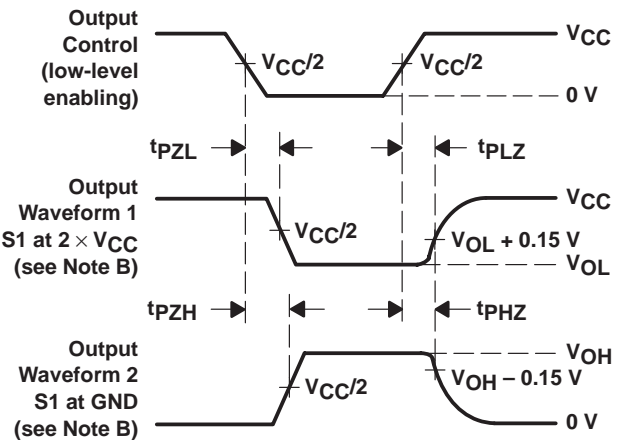 Output
Control
(low-level
enabling)
VCC
VCC/2
VCC/2
0 V
tPZL
tPLZ
Output
Waveform 1
S1 at 2 × VCC
(see Note B)
VCC
VCC/2
VOL + 0.15 V
VOL
tPZH
tPHZ
Output
Waveform 2
S1 at GND
(see Note B)
VOH
VCC/2
VOH – 0.15 V
0 V